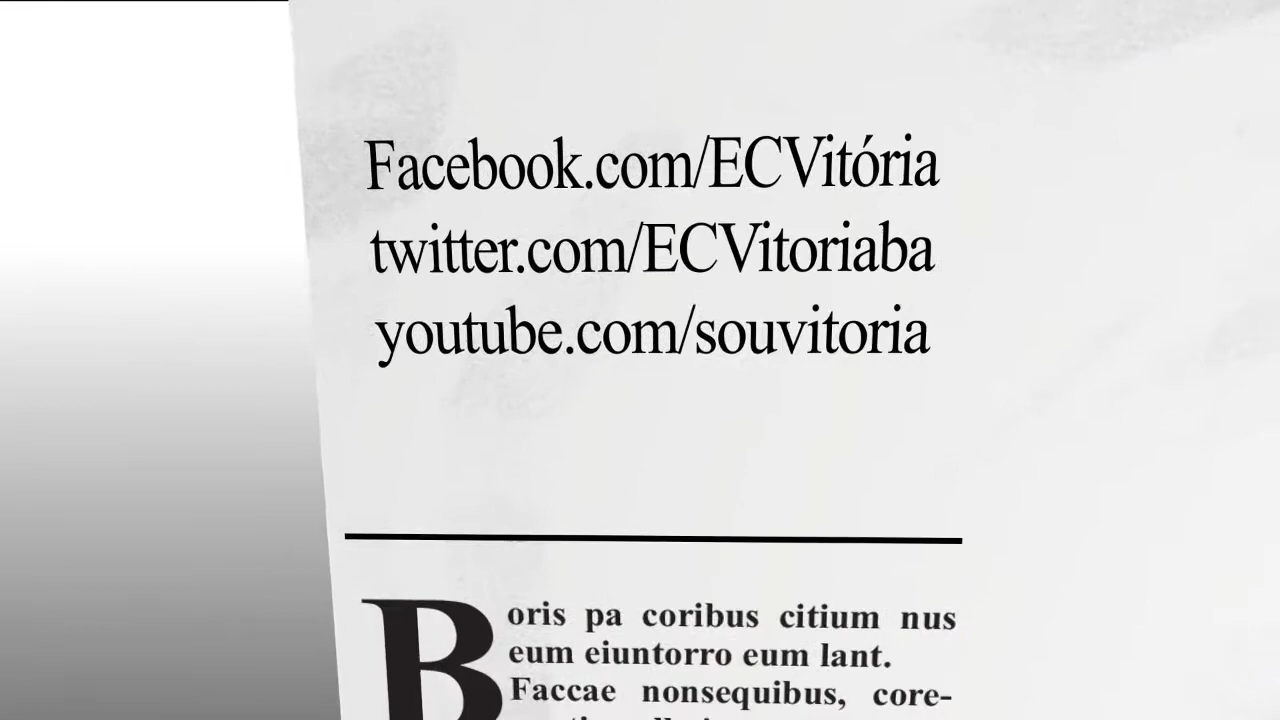 Facebook.com/ECVitória
twitter.com/ECVitoriaba
youtube.com/souvitoria
Boris pa coribus citium nus
eum eiuntorro eum lant.
Faccae nonsequibus, core-